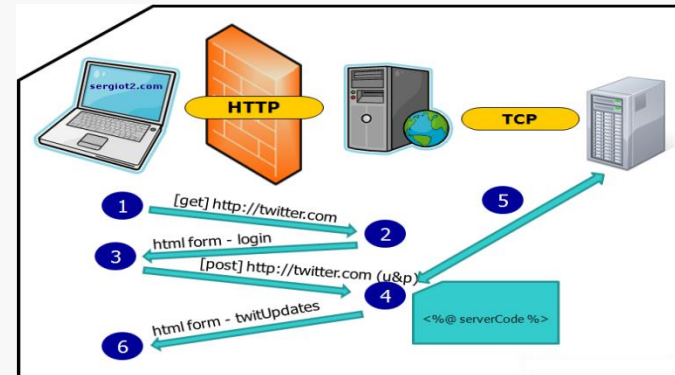 sergiot2.com
HTTP
TCP
1
[get] http://twitter.com
5
2
html form - login
3
[post] http://twitter.com (u&p)
4
<%@ serverCode %>
html form - twitUpdates
6